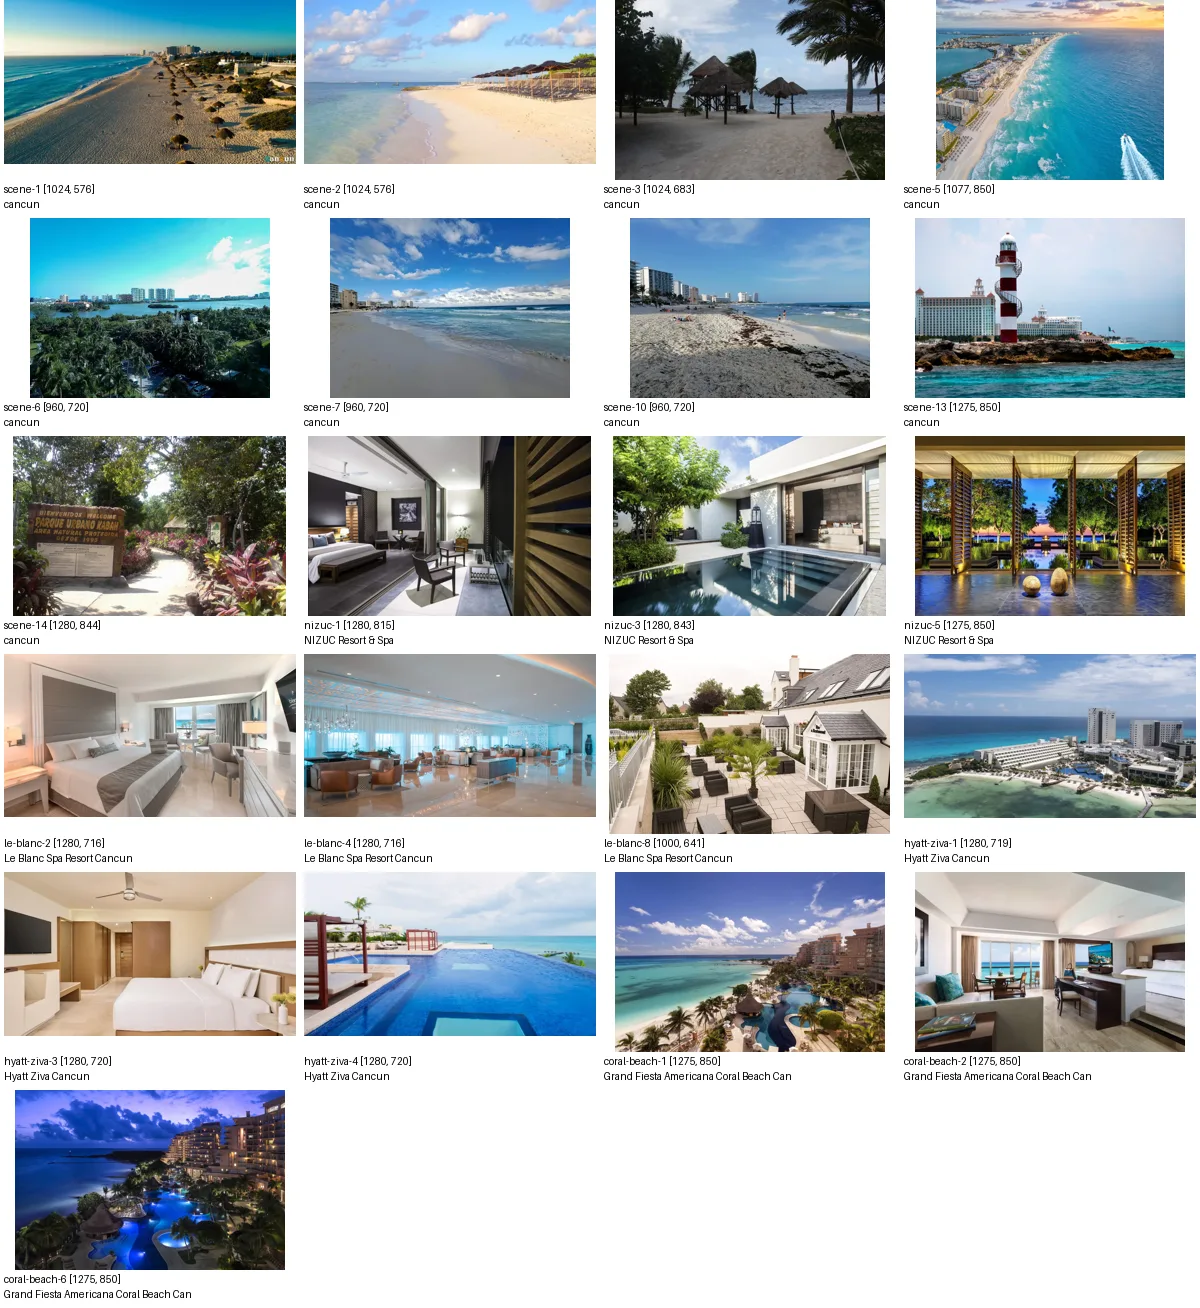 scene-1 [1024, 576]
cancun
scene-2 [1024, 576]
cancun
scene-3 [1024, 683]
cancun
scene-5 [1077, 850]
cancun
scene-6 [960, 720]
cancun
scene-7 [960, 720]
cancun
scene-10 [960, 720]
cancun
scene-13 [1275, 850]
cancun
BIENVENIDOS WELCOME
PARQUE URBANO KABAH
AREA NATURAL PROTEGIDA
scene-14 [1280, 844]
cancun
nizuc-1 [1280, 815]
NIZUC Resort & Spa
nizuc-3 [1280, 843]
NIZUC Resort & Spa
nizuc-5 [1275, 850]
NIZUC Resort & Spa
le-blanc-2 [1280, 716]
Le Blanc Spa Resort Cancun
le-blanc-4 [1280, 716]
Le Blanc Spa Resort Cancun
le-blanc-8 [1000, 641]
Le Blanc Spa Resort Cancun
hyatt-ziva-1 [1280, 719]
Hyatt Ziva Cancun
hyatt-ziva-3 [1280, 720]
Hyatt Ziva Cancun
hyatt-ziva-4 [1280, 720]
Hyatt Ziva Cancun
coral-beach-1 [1275, 850]
Grand Fiesta Americana Coral Beach Can
coral-beach-2 [1275, 850]
Grand Fiesta Americana Coral Beach Can
coral-beach-6 [1275, 850]
Grand Fiesta Americana Coral Beach Can